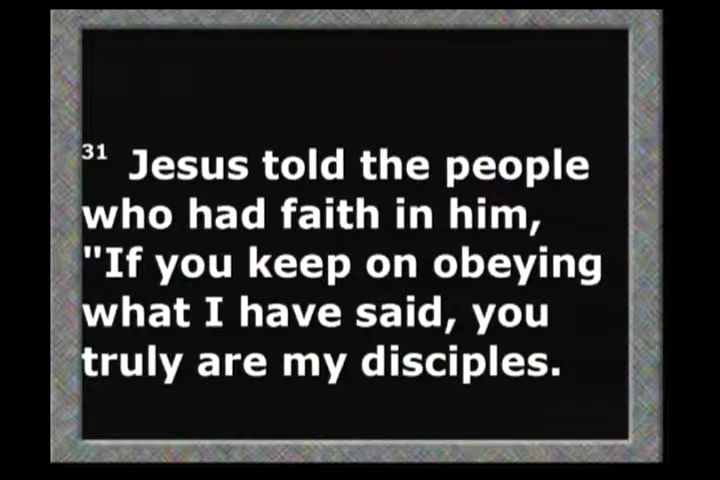 31 Jesus told the people
who had faith in him,
"If you keep on obeying
what I have said, you
truly are my disciples.